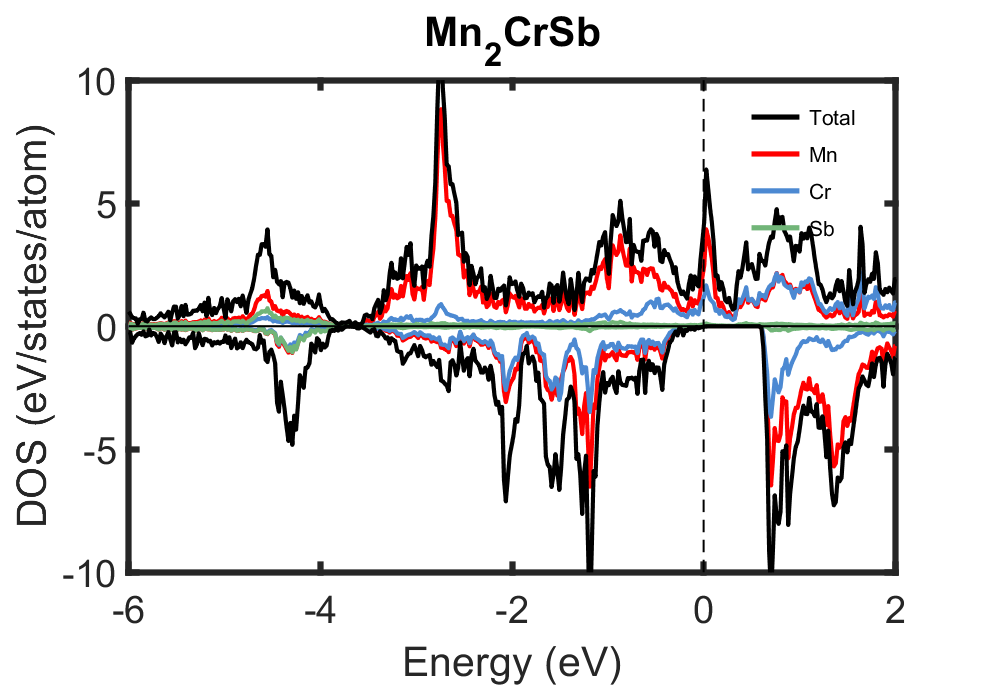 Mn2CrSb
10
5
0
-5
-10
DOS (eV/states/atom)
Total
Mn
Cr
Sb
-6 -4 -2 0 2
Energy (eV)